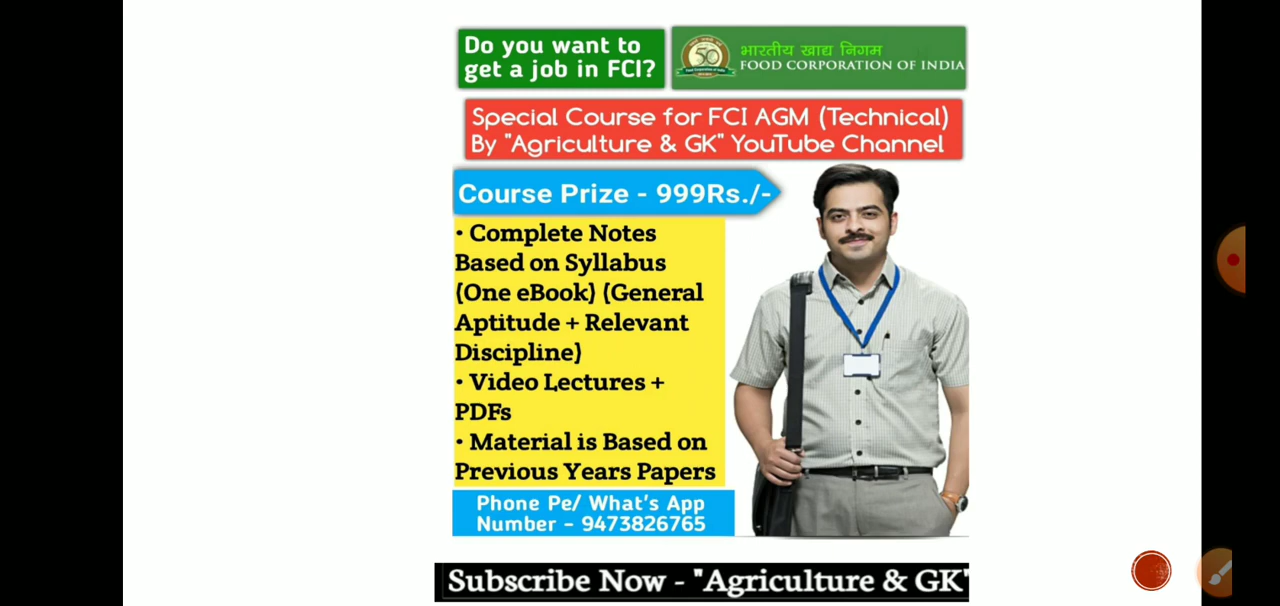 Do you want to
get a job in FCI?
50
भारतीय खाद्य निगम
FOOD CORPORATION OF INDIA
Special Course for FCI AGM (Technical)
By "Agriculture & GK" YouTube Channel
Course Prize - 999Rs./-
• Complete Notes
Based on Syllabus
(One eBook) (General
Aptitude + Relevant
Discipline)
• Video Lectures +
PDFs
• Material is Based on
Previous Years Papers
Phone Pe/ What's App
Number - 9473826765
Subscribe Now - "Agriculture & GK"